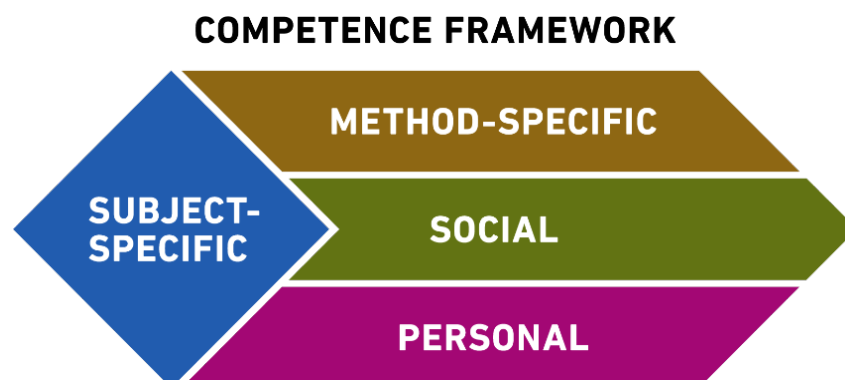 COMPETENCE FRAMEWORK
METHOD-SPECIFIC
SUBJECT-
SPECIFIC
SOCIAL
PERSONAL